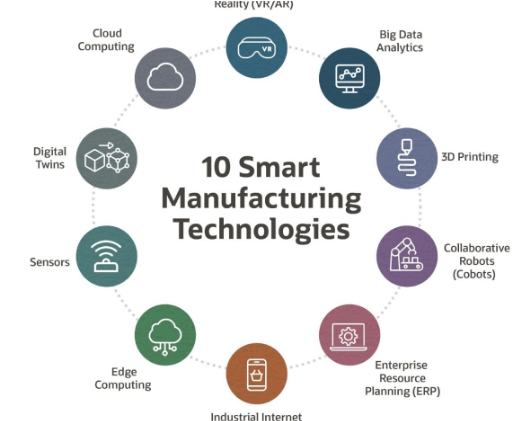 Reality (VR/AR)
Cloud
Computing
Big Data
Analytics
VR
Digital
Twins
3D Printing
10 Smart
Manufacturing
Technologies
Sensors
Collaborative
Robots
(Cobots)
Edge
Computing
Enterprise
Resource
Planning (ERP)
Industrial Internet